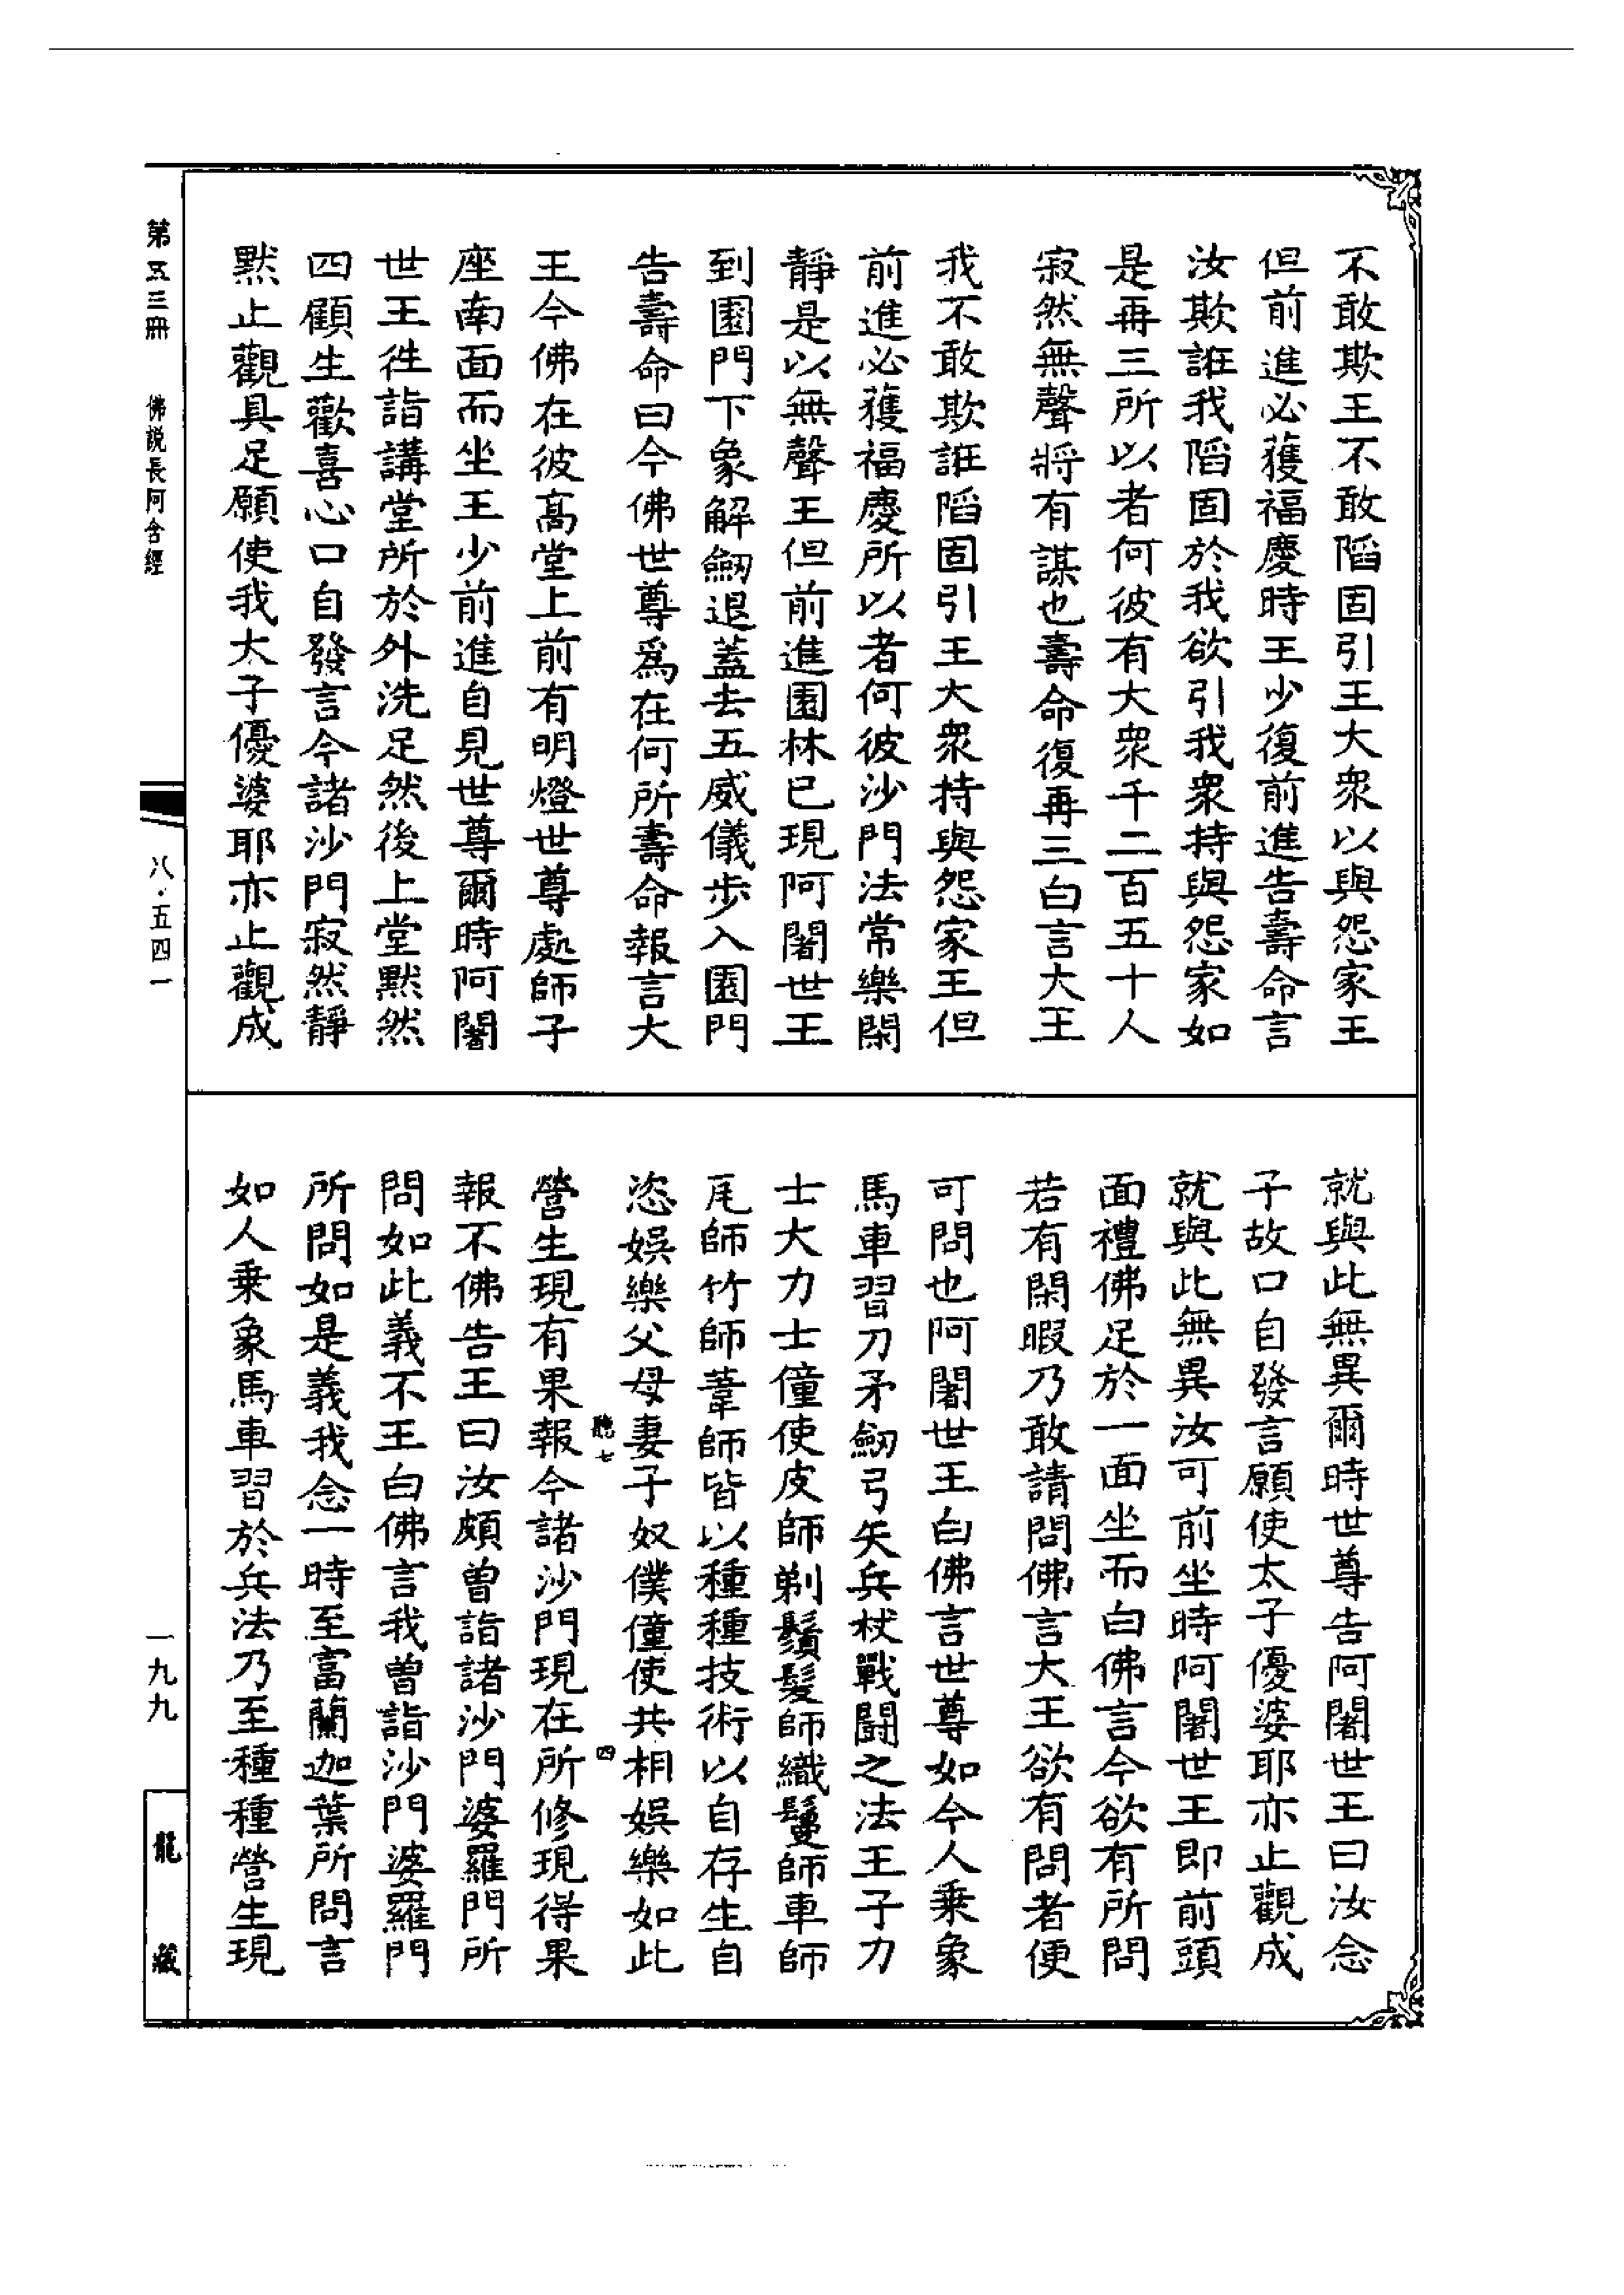 不敢欺王不敢䧟固引王大衆以與怨家王
但前進必獲福慶時王少復前進告壽命言
汝欺誑我䧟固於我欲引我衆持與怨家如
是再三所以者何彼有大衆千二百五十人
寂然無聲將有謀也壽命復再三白言大王
我不敢欺誑䧟固引王大衆持與怨家王但
前進必獲福慶所以者何彼沙門法常樂閑
靜是以無聲王但前進園林已現阿闍世王
到園門下象解劔退蓋去五威儀步入園門
告壽命曰今佛世尊爲在何所壽命報言大
王今佛在彼高堂上前有明燈世尊處師子
座南面而坐王少前進自見世尊爾時阿闍
世王徃詣講堂所於外洗足然後上堂默然
四顧生歡喜心口自發言今諸沙門寂然靜
默止觀具足願使我太子優婆耶亦止觀成
就與此無異爾時世尊告阿闍世王曰汝念
子故口自發言願使太子優婆耶亦止觀成
就與此無異汝可前坐時阿闍世王即前頭
面禮佛足於一面坐而白佛言今欲有所問
若有閑暇乃敢請問佛言大王欲有問者便
可問也阿闍世王白佛言世尊如今人乗象
馬車習刀矛劔弓矢兵杖戰鬪之法王子力
士大力士僮使皮師剃鬚髮師織鬘師車師
瓦師竹師葦師皆以種種技術以自存生自
恣娛樂父母妻子奴僕僮使共相娛樂如此
聽七　四
營生現有果報今諸沙門現在所修現得果
報不佛告王曰汝頗曾詣諸沙門婆羅門所
問如此義不王白佛言我曾詣沙門婆羅門
所問如是義我念一時至富蘭迦葉所問言
如人乗象馬車習於兵法乃至種種營生現
第五三冊　佛説長阿含經
八·五四一
一九九
龍藏